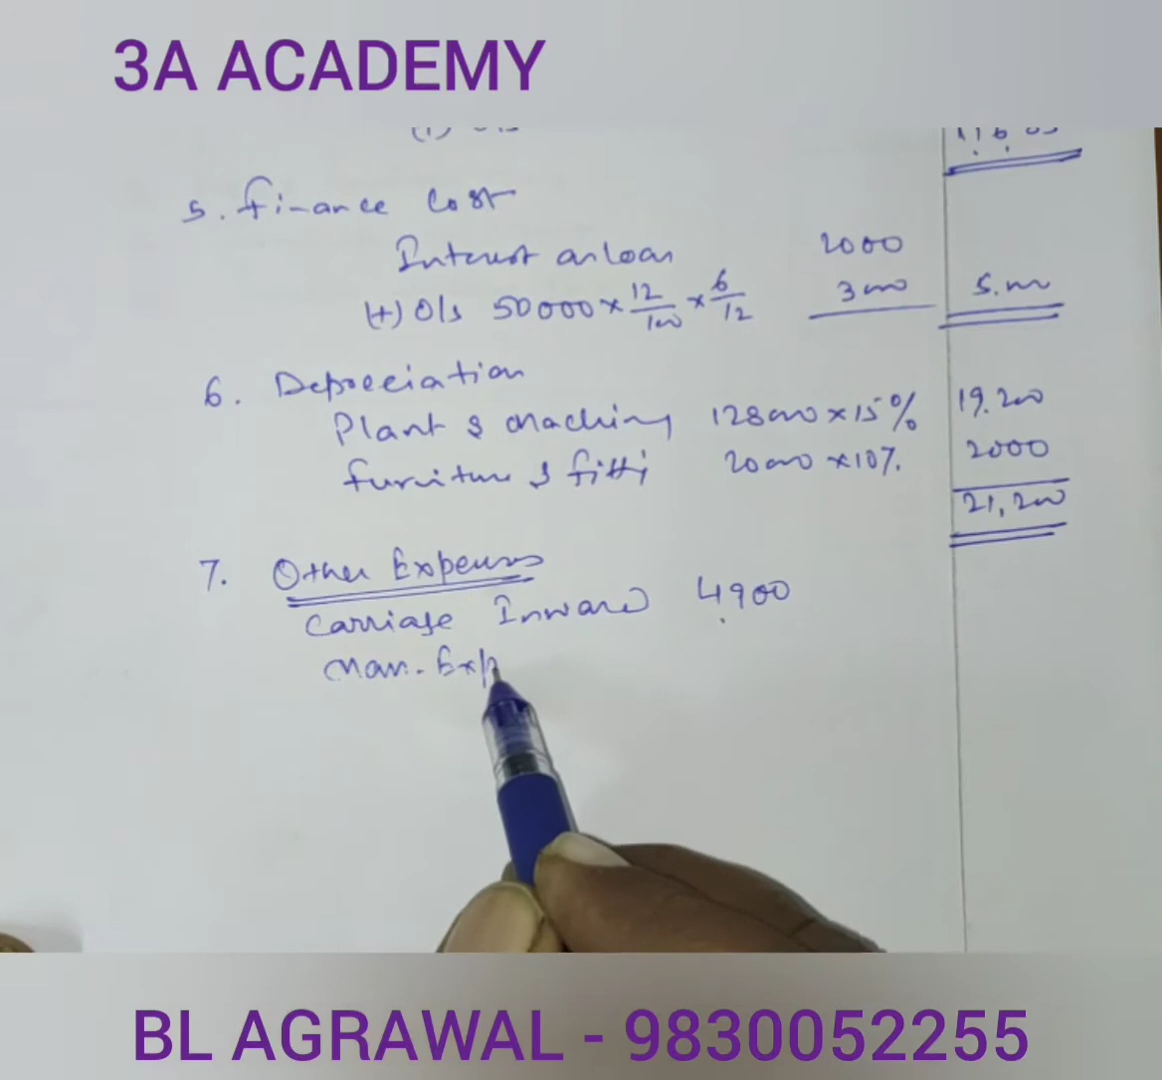 3A ACADEMY
5. Finance Cost
Interest on loan 2000
(+) O/s 50000 × 12/100 × 6/12 3000 5,000
6. Depreciation
Plant & Machinery 128000 × 15% 19,200
Furniture & fitti 20000 × 10% 2000
21,200
7. Other Expenses
Carriage Inward 4900
Man. Exp
BL AGRAWAL - 9830052255